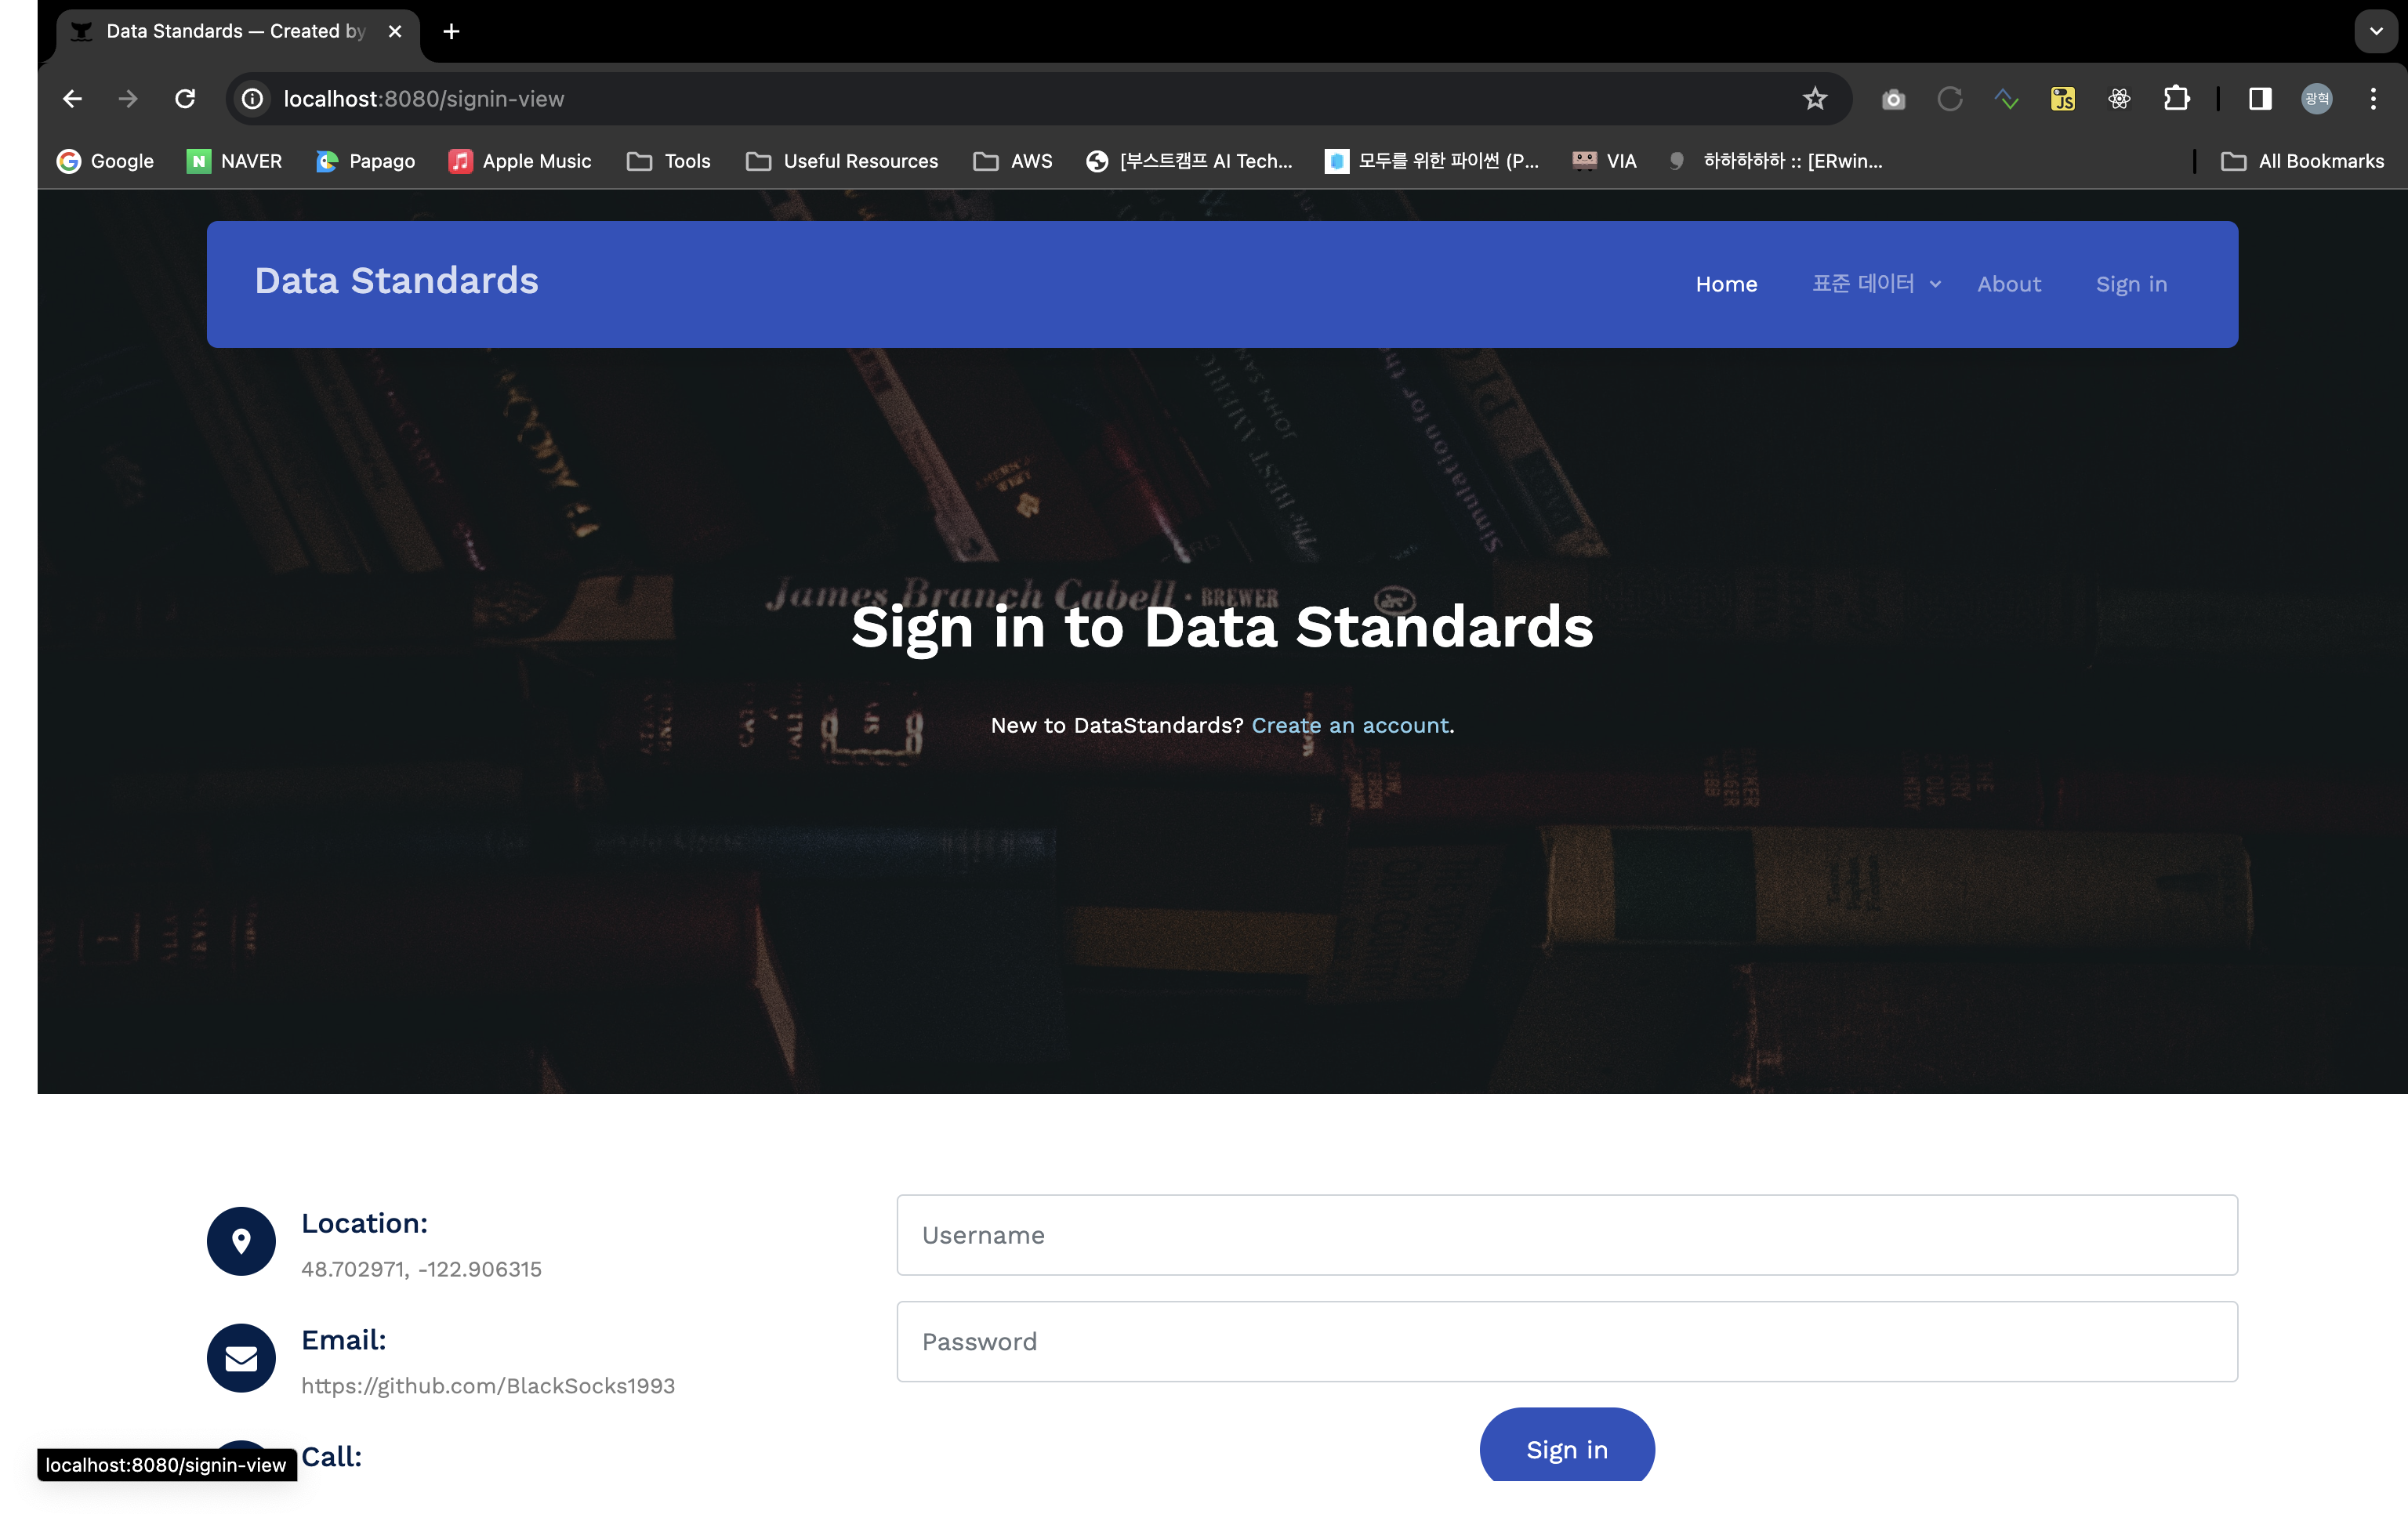 Data Standards — Created by
localhost:8080/signin-view
광혁
Google
NAVER
Papago
Apple Music
Tools
Useful Resources
AWS
[부스트캠프 AI Tech...
모두를 위한 파이썬 (P...
VIA
하하하하하 :: [ERwin...
All Bookmarks
Data Standards
Home
표준 데이터
About
Sign in
James Branch Cabell · BREWER
Sign in to Data Standards
New to DataStandards? Create an account.
Location:
48.702971, -122.906315
Email:
https://github.com/BlackSocks1993
Call:
Username
Password
Sign in
localhost:8080/signin-view